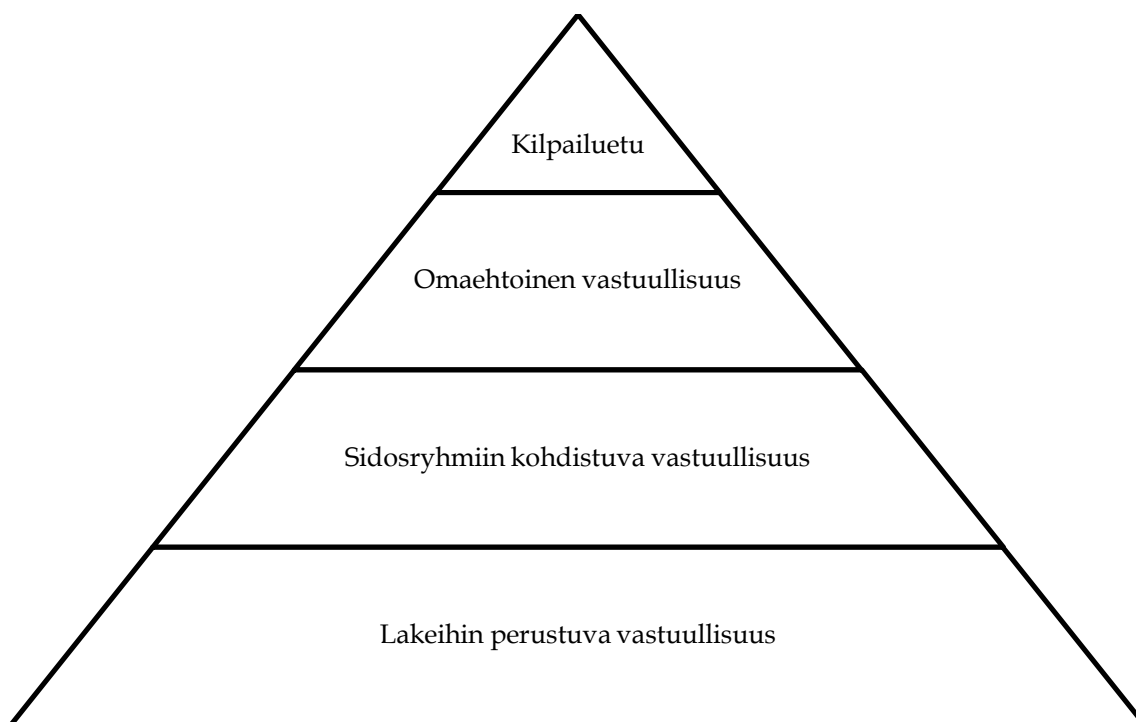 Kilpailuetu
Omaehtoinen vastuullisuus
Sidosryhmiin kohdistuva vastuullisuus
Lakeihin perustuva vastuullisuus